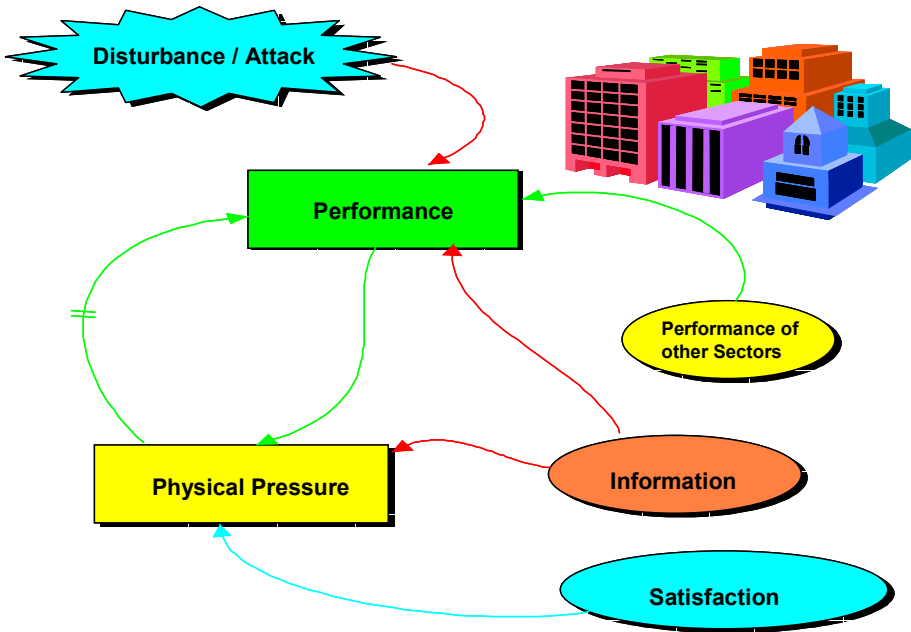 Disturbance / Attack
Performance
Performance of
other Sectors
Physical Pressure
Information
Satisfaction